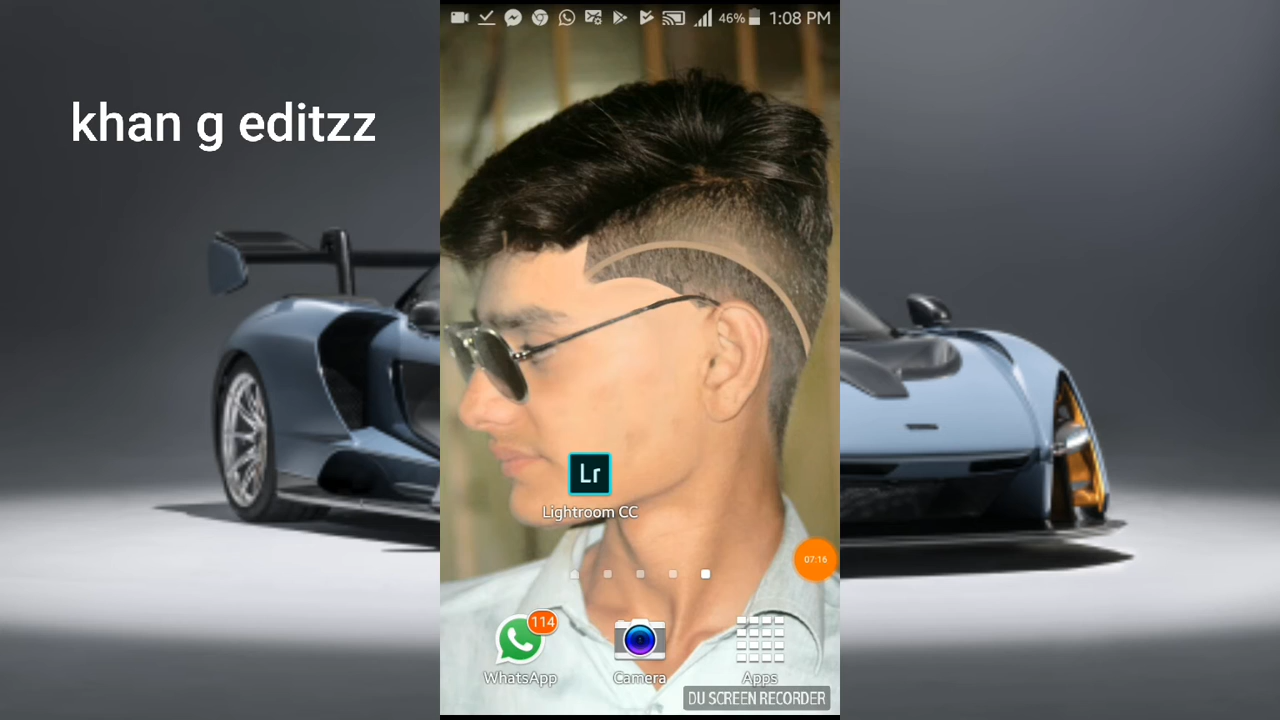 46% 1:08 PM
khan g editzz
Lr
Lightroom CC
07:16
114
WhatsApp Camera Apps
DU SCREEN RECORDER